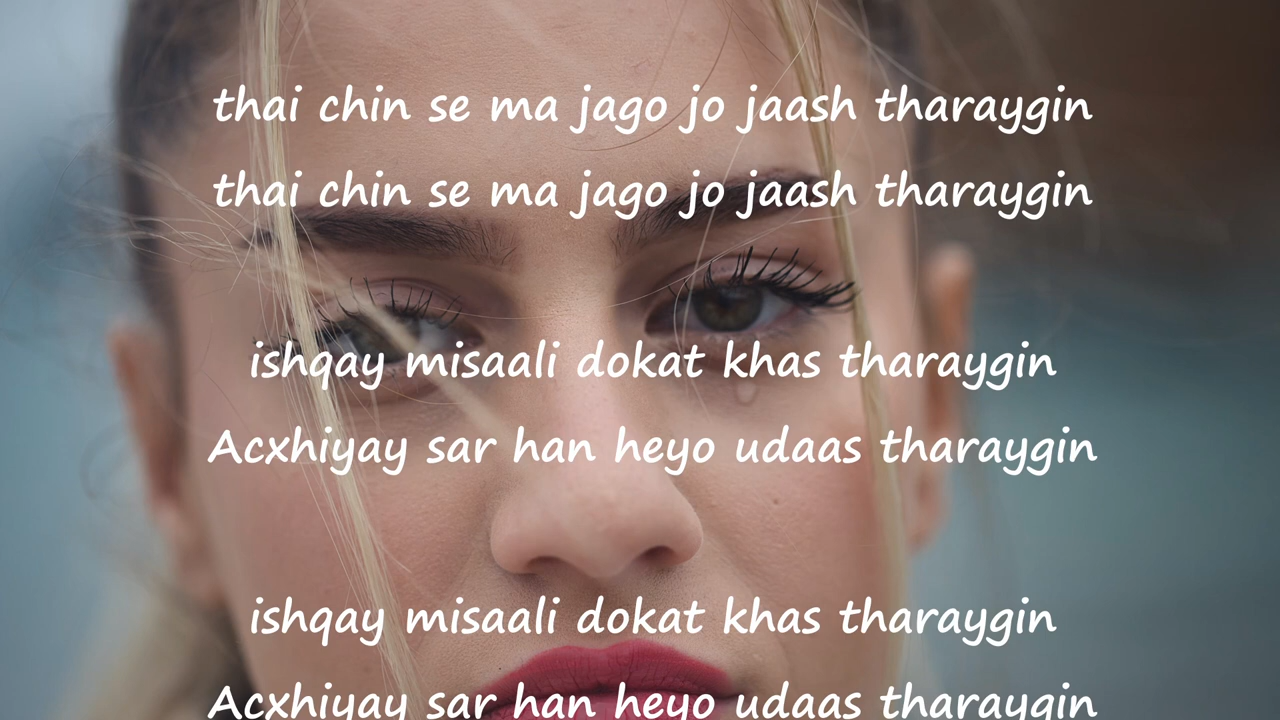 thai chin se ma jago jo jaash tharaygin
thai chin se ma jago jo jaash tharaygin
ishqay misaali dokat khas tharaygin
Acxhiyay sar han heyo udaas tharaygin
ishqay misaali dokat khas tharaygin
Acxhiyay sar han heyo udaas tharaygin